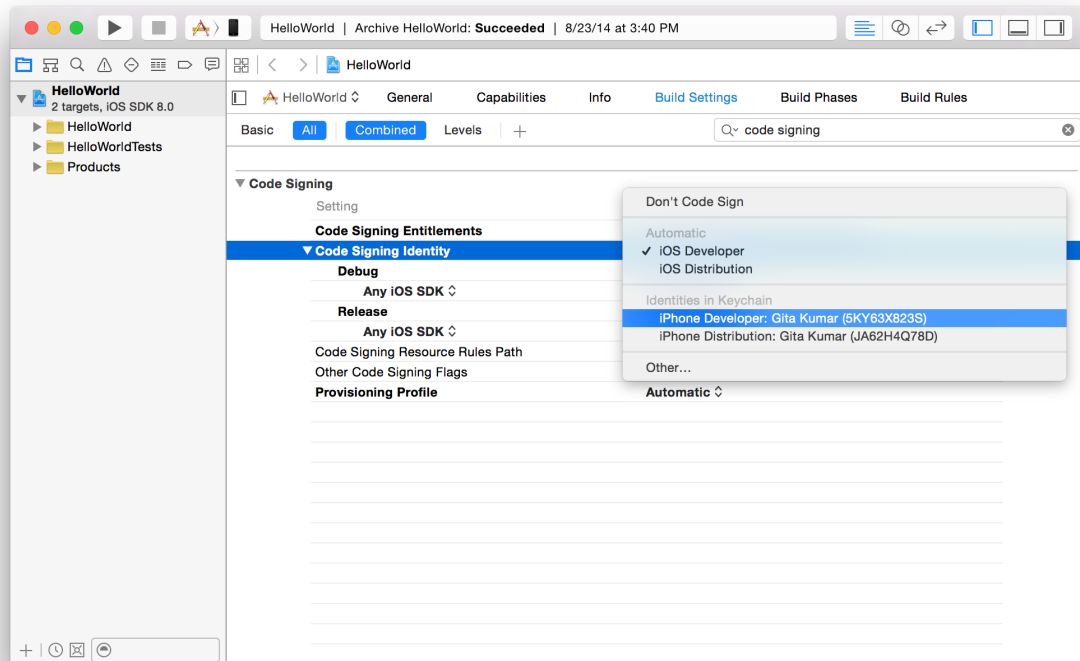 HelloWorld | Archive HelloWorld: Succeeded | 8/23/14 at 3:40 PM
HelloWorld
2 targets, iOS SDK 8.0
HelloWorld
HelloWorldTests
Products
HelloWorld
HelloWorld General Capabilities Info Build Settings Build Phases Build Rules
Basic All Combined Levels code signing
Code Signing
Setting
Code Signing Entitlements
Code Signing Identity
Debug
Any iOS SDK
Release
Any iOS SDK
Code Signing Resource Rules Path
Other Code Signing Flags
Provisioning Profile Automatic
Don't Code Sign
Automatic
iOS Developer
iOS Distribution
Identities in Keychain
iPhone Developer: Gita Kumar (5KY63X823S)
iPhone Distribution: Gita Kumar (JA62H4Q78D)
Other...